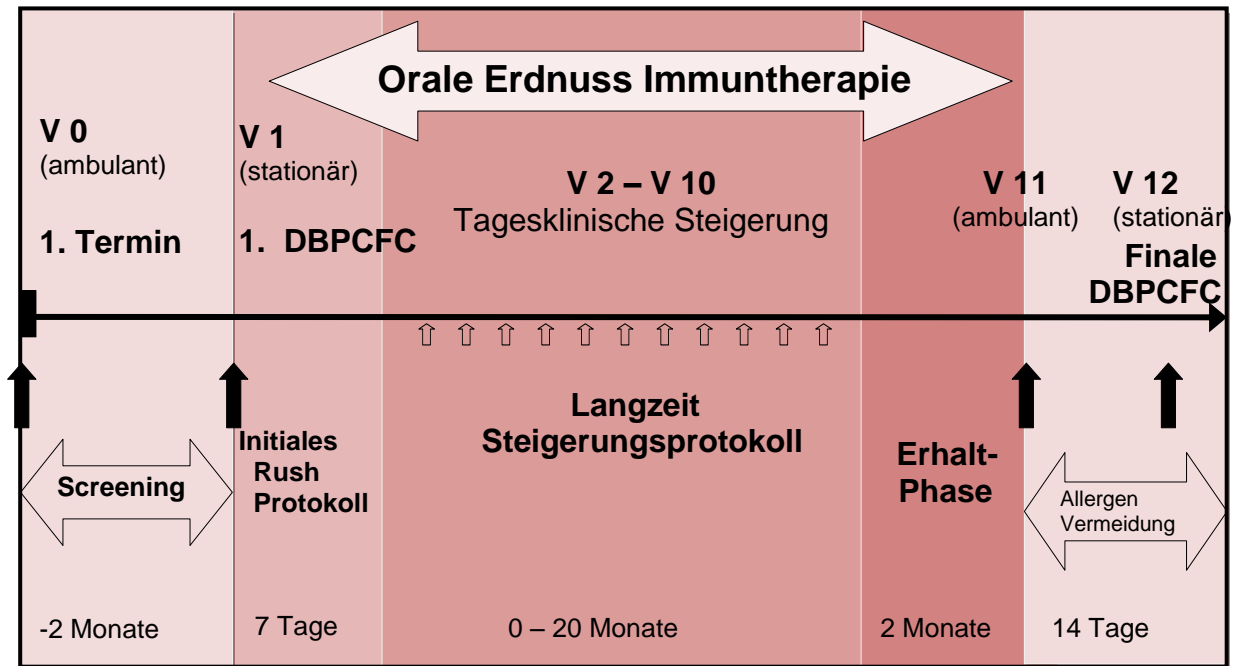 Orale Erdnuss Immuntherapie
V 0
(ambulant)
1. Termin
V 1
(stationär)
1. DBPCFC
V 2 – V 10
Tagesklinische Steigerung
V 11
(ambulant)
V 12
(stationär)
Finale
DBPCFC
Screening
Initiales
Rush
Protokoll
Langzeit
Steigerungsprotokoll
Erhalt-
Phase
Allergen
Vermeidung
-2 Monate
7 Tage
0 – 20 Monate
2 Monate
14 Tage